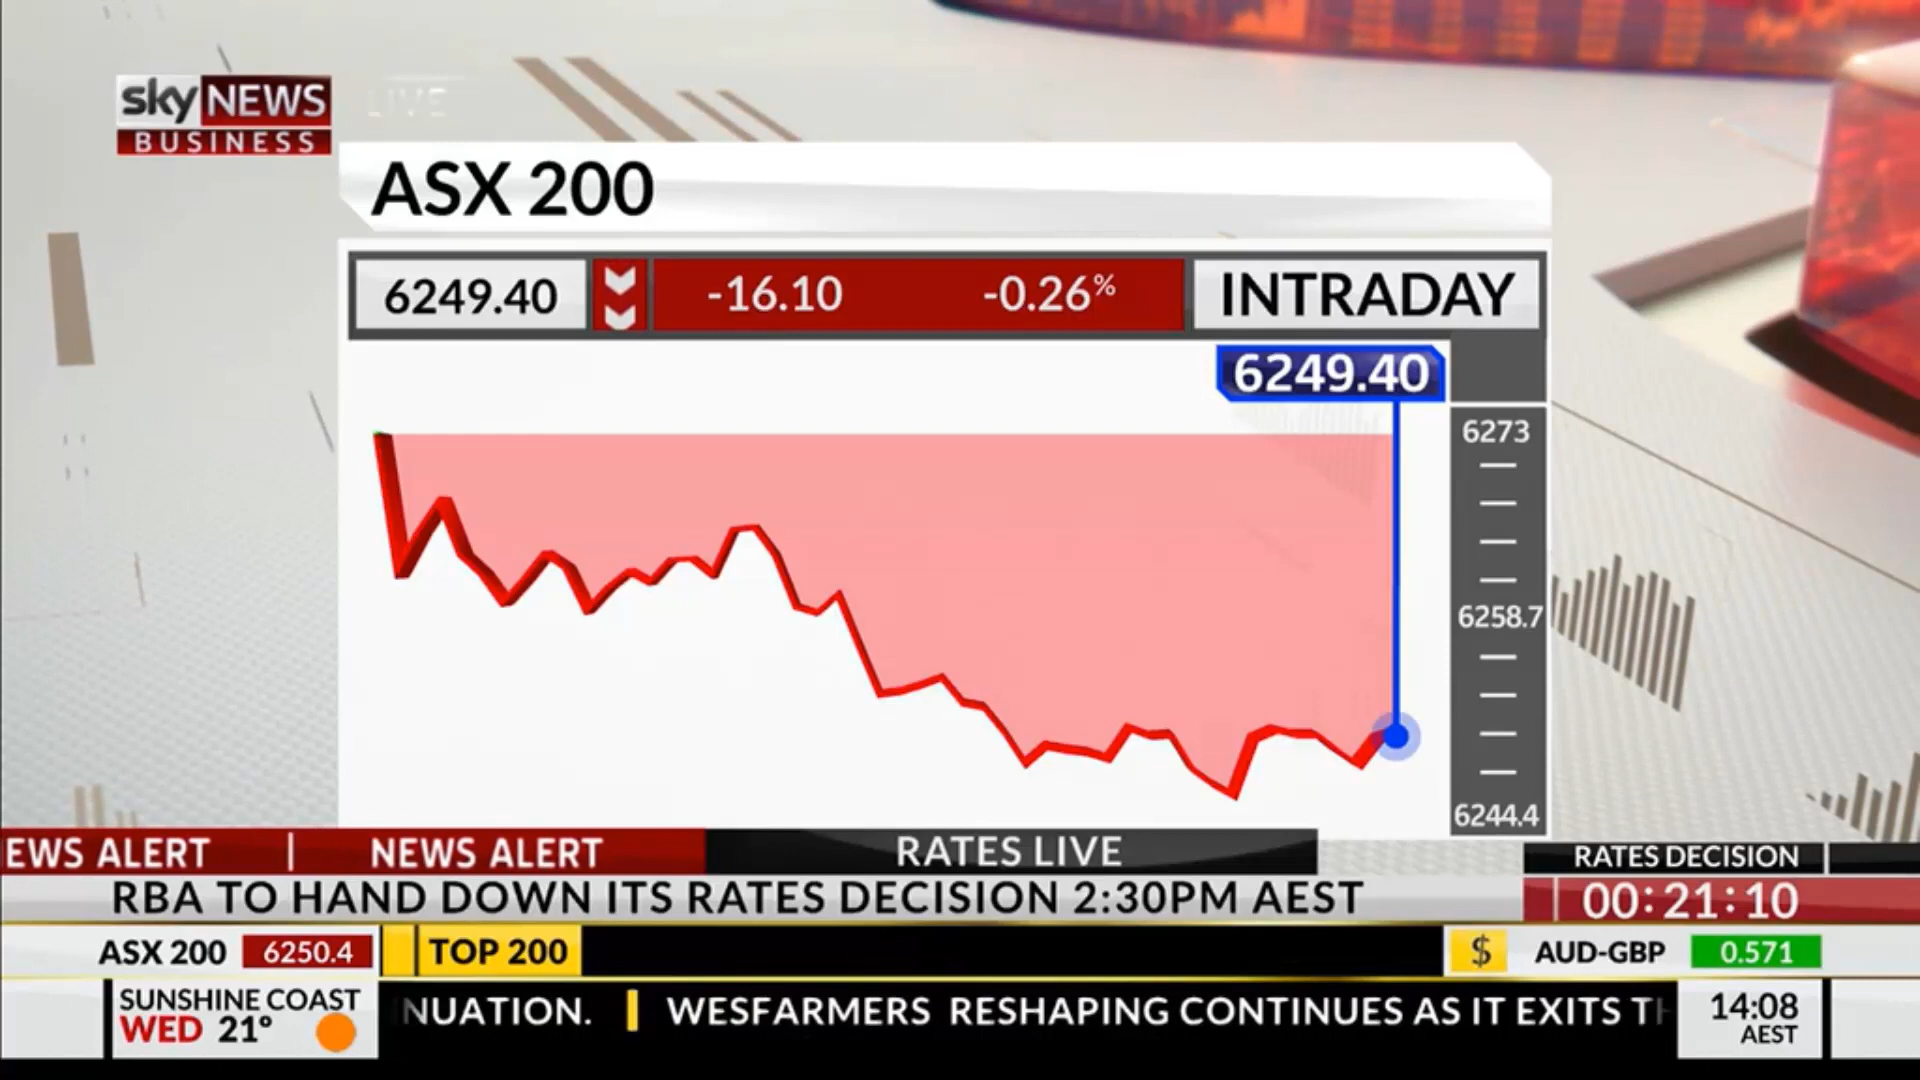 sky NEWS
BUSINESS
LIVE
ASX 200
6249.40
-16.10
-0.26%
INTRADAY
6249.40
6273
6258.7
6244.4
EWS ALERT | NEWS ALERT
RATES LIVE
RATES DECISION
RBA TO HAND DOWN ITS RATES DECISION 2:30PM AEST
00:21:10
ASX 200 6250.4
TOP 200
$ AUD-GBP 0.571
SUNSHINE COAST
WED 21°
NUATION. | WESFARMERS RESHAPING CONTINUES AS IT EXITS TH
14:08
AEST